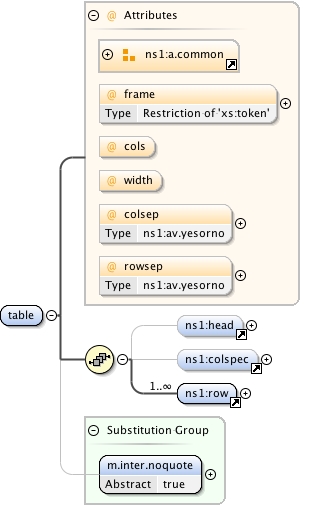 Attributes
ns1:a.common
@ frame
Type Restriction of 'xs:token'
@ cols
@ width
@ colsep
Type ns1:av.yesorno
@ rowsep
Type ns1:av.yesorno
table
ns1:head
ns1:colspec
1..∞
ns1:row
Substitution Group
m.inter.noquote
Abstract true